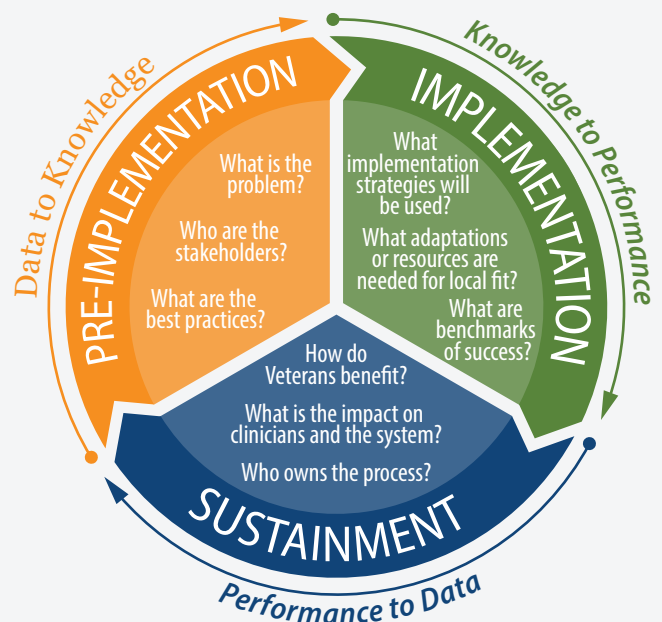 Data to Knowledge
PRE-IMPLEMENTATION
What is the
problem?
Who are the
stakeholders?
What are the
best practices?
Knowledge to Performance
IMPLEMENTATION
What
implementation
strategies will
be used?
What adaptations
or resources are
needed for local fit?
What are
benchmarks
of success?
How do
Veterans benefit?
What is the impact on
clinicians and the system?
Who owns the process?
SUSTAINMENT
Performance to Data